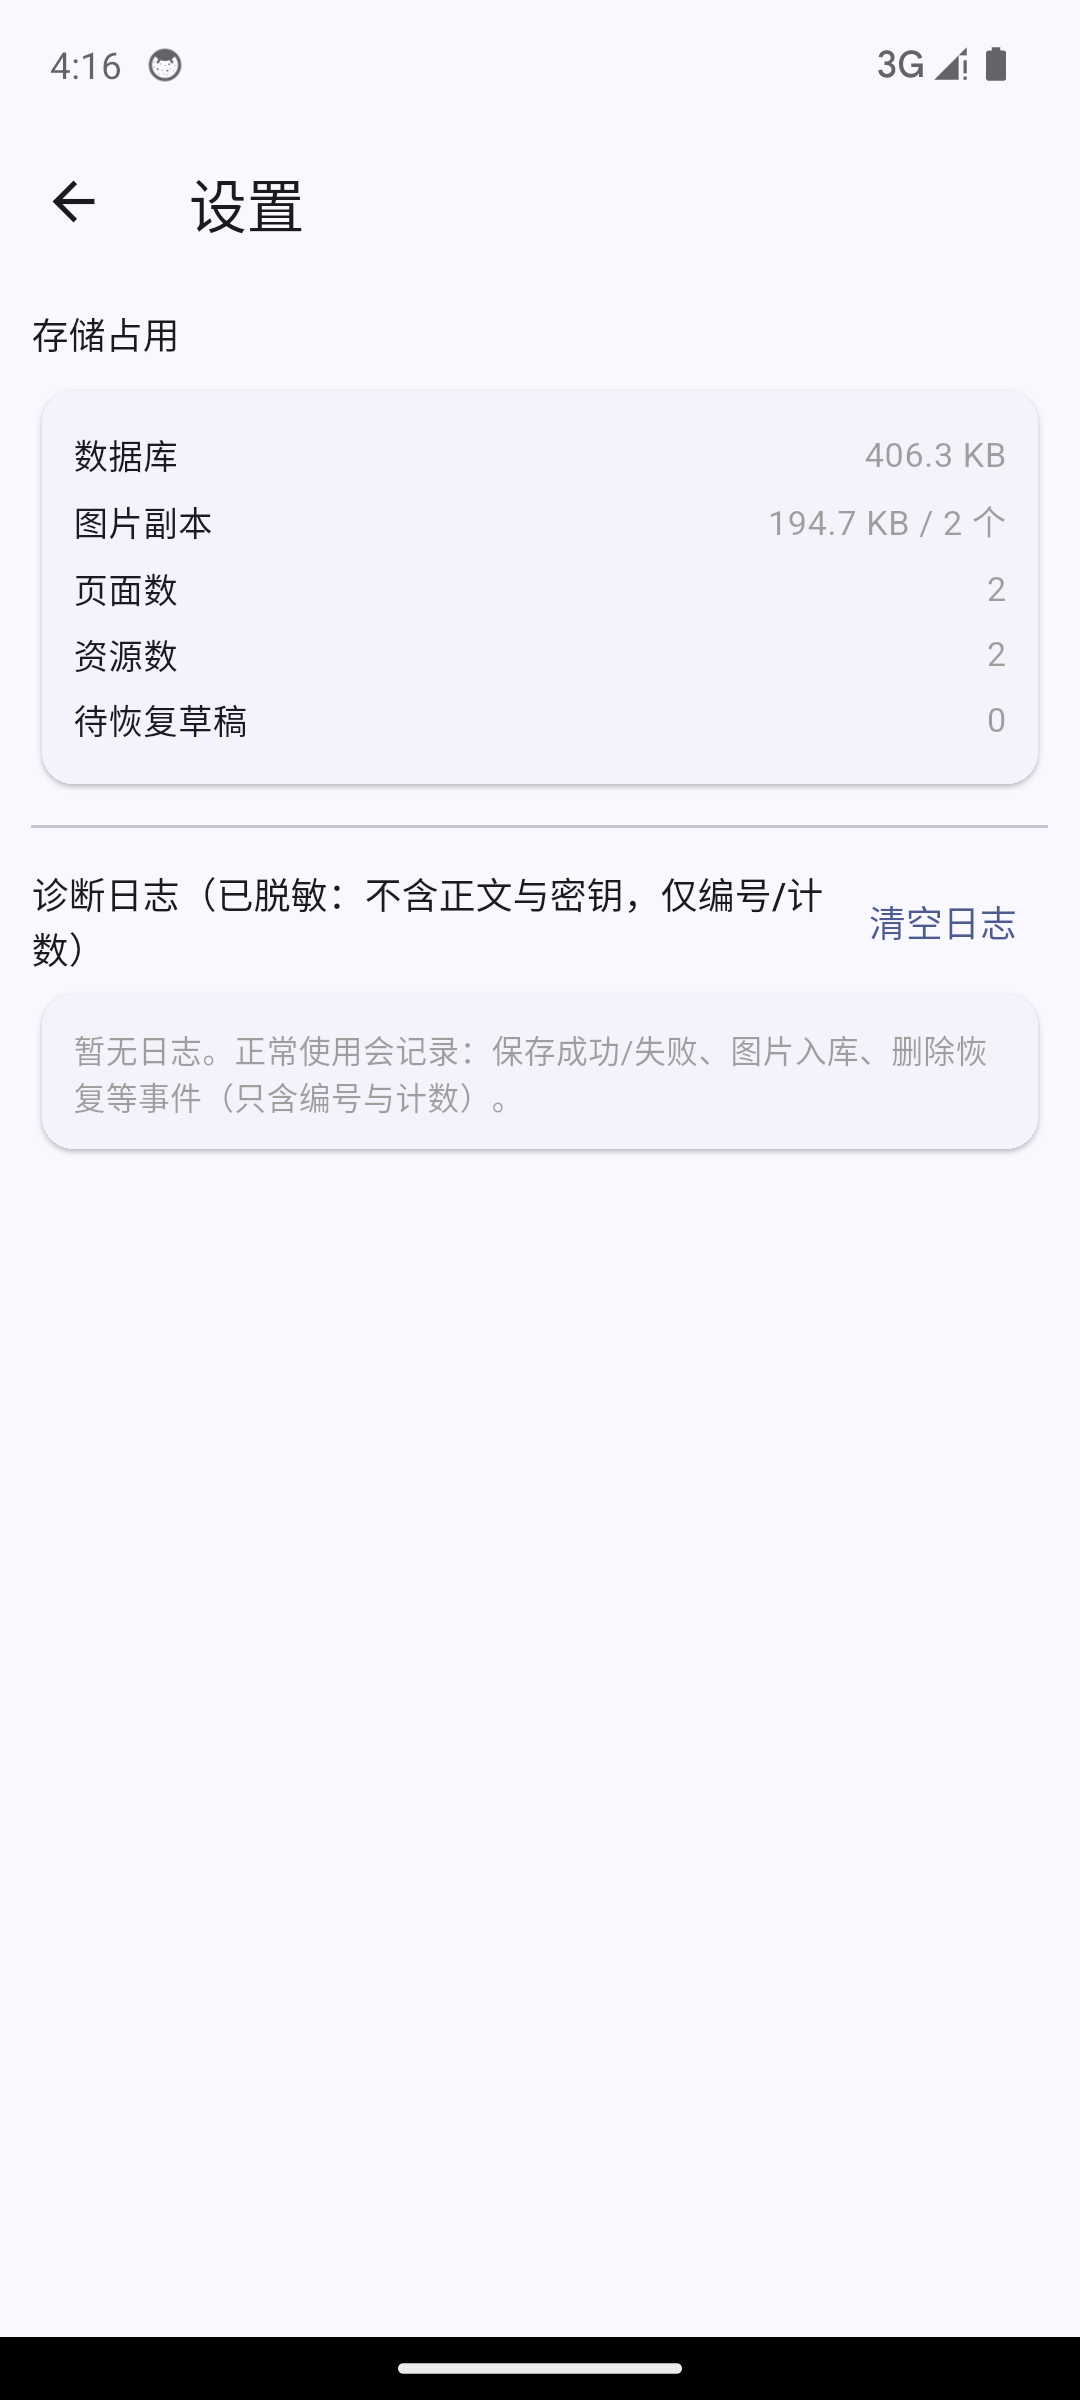 4:16
3G
设置
存储占用
数据库 406.3 KB
图片副本 194.7 KB / 2 个
页面数 2
资源数 2
待恢复草稿 0
诊断日志（已脱敏：不含正文与密钥，仅编号/计
数）
清空日志
暂无日志。正常使用会记录：保存成功/失败、图片入库、删除恢
复等事件（只含编号与计数）。